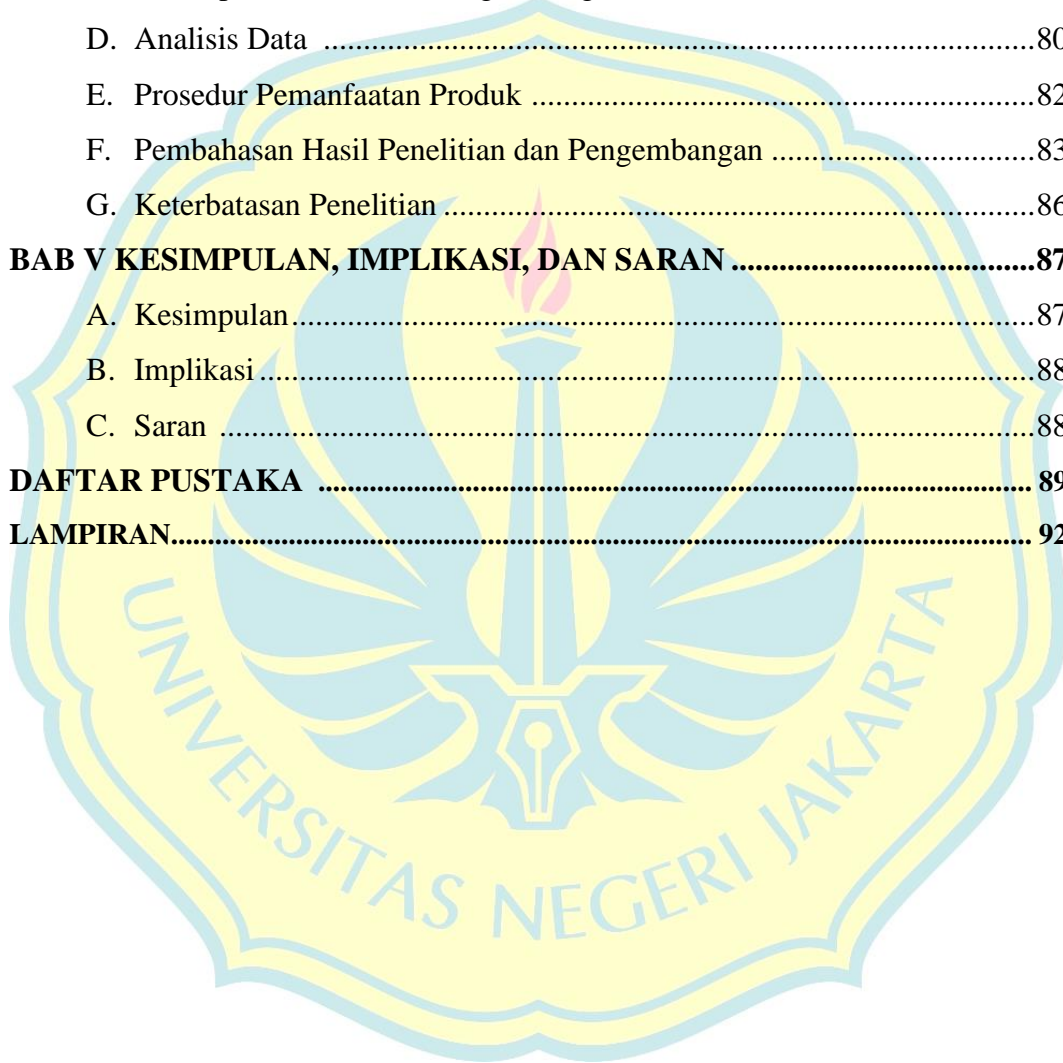 D. Analisis Data ..................................................................................80
E. Prosedur Pemanfaatan Produk ..........................................................82
F. Pembahasan Hasil Penelitian dan Pengembangan ..............................83
G. Keterbatasan Penelitian .....................................................................86
BAB V KESIMPULAN, IMPLIKASI, DAN SARAN ....................................87
A. Kesimpulan.......................................................................................87
B. Implikasi ...........................................................................................88
C. Saran ................................................................................................88
DAFTAR PUSTAKA ................................................................................... 89
LAMPIRAN................................................................................................... 92
UNIVERSITAS NEGERI JAKARTA